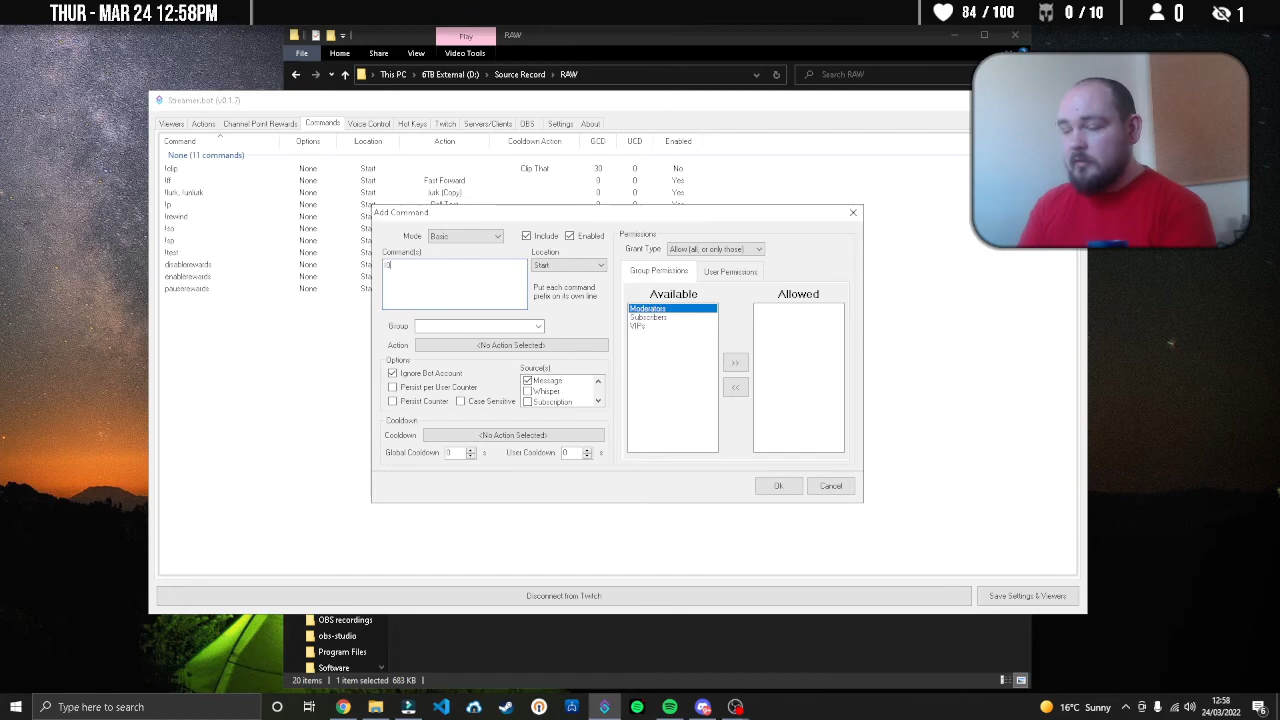 THUR - MAR 24 12:58PM
84 / 100
0 / 10
0
1
Play
RAW
File
Home
Share
View
Video Tools
This PC
6TB External (D:)
Source Record
RAW
Search RAW
Streamer.bot (v0.1.7)
Viewers
Actions
Channel Point Rewards
Commands
Voice Control
Hot Keys
Twitch
Servers/Clients
OBS
Settings
About
Command
Options
Location
Action
Cooldown Action
GCD
UCD
Enabled
None (11 commands)
!clip None Start Clip That 30 0 No
!ff None Start Fast Forward 0 0 Yes
!lurk, !unlurk None Start lurk (Copy) 0 0 Yes
!p None
!rewind None
!so None
!sp None
!test None
disablerewards None
enablerewards None
pauserewards None
Add Command
Mode
Basic
Include
Enabled
Command(s)
Location
Start
Put each command
prefix on its own line
Group
Action
<No Action Selected>
Options
Ignore Bot Account
Persist per User Counter
Persist Counter
Case Sensitive
Source(s)
Message
Whisper
Subscription
Cooldown
Cooldown
<No Action Selected>
Global Cooldown 0 s
User Cooldown 0 s
Permissions
Grant Type
Allow (all, or only those)
Group Permissions
User Permissions
Available
Allowed
Moderators
Subscribers
VIPs
>>
<<
Ok
Cancel
Disconnect from Twitch
Save Settings & Viewers
OBS recordings
obs-studio
Program Files
Software
20 items
1 item selected 683 KB
Type here to search
16°C Sunny
12:58
24/03/2022